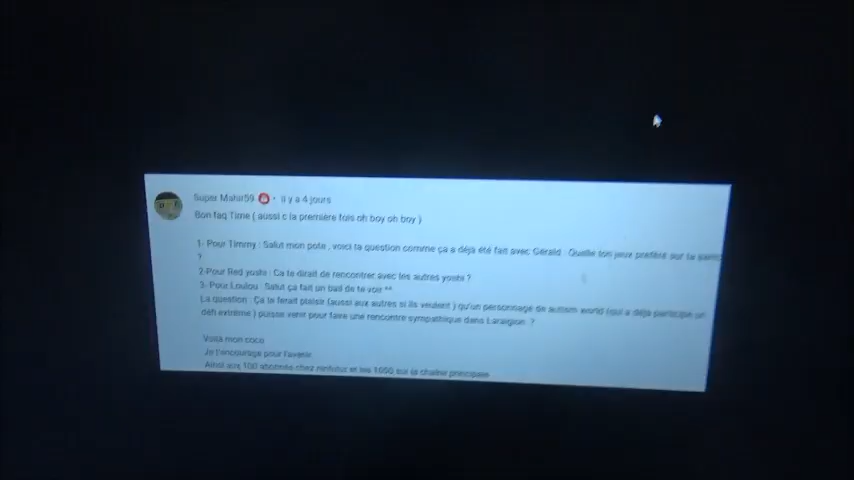 Super Mahir59 • il y a 4 jours
Bon faq Time ( aussi c la première fois oh boy oh boy )
1- Pour Timmy : Salut mon pote , voici ta question comme ça a déjà été fait avec Gérald : Quelle ton jeux préféré sur ta
?
2-Pour Red yoshi : Ca te dirait de rencontrer avec les autres yoshi ?
3- Pour Loulou : Salut ça fait un bail de te voir ^^
La question : Ça te ferait plaisir (aussi aux autres si ils veulent ) qu'un personnage de autism world (qui a déjà participé un
défi extrême ) puisse venir pour faire une rencontre sympathique dans Laraigion ?
Voilà mon coco
Je t'encourage pour l'avenir
Ainsi aux 100 abonnés chez et les 1000 sur la chaîne principale